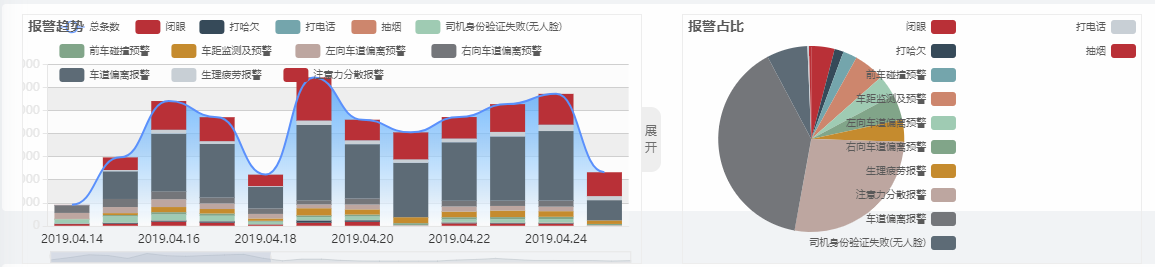 报警趋势 总条数 闭眼 打哈欠 打电话 抽烟 司机身份验证失败(无人脸)
前车碰撞预警 车距监测及预警 左向车道偏离预警 右向车道偏离预警
车道偏离报警 生理疲劳报警 注意力分散报警
2019.04.14 2019.04.16 2019.04.18 2019.04.20 2019.04.22 2019.04.24
展开
报警占比
闭眼 打电话
打哈欠 抽烟
前车碰撞预警
车距监测及预警
左向车道偏离预警
右向车道偏离预警
生理疲劳报警
注意力分散报警
车道偏离报警
司机身份验证失败(无人脸)